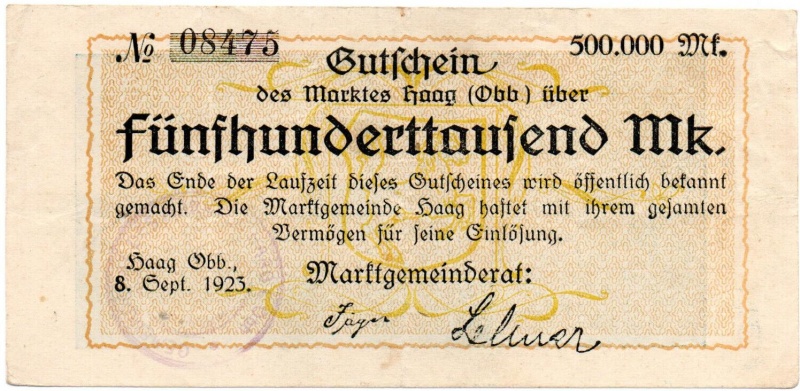 № 08475 500.000 Mk.
Gutschein
des Marktes Haag (Obb.) über
Fünfhunderttausend Mk.
Das Ende der Laufzeit dieses Gutscheines wird öffentlich bekannt
gemacht. Die Marktgemeinde Haag haftet mit ihrem gesamten
Vermögen für seine Einlösung.
Haag Obb.,
8. Sept. 1923.
Marktgemeinderat:
Jäger